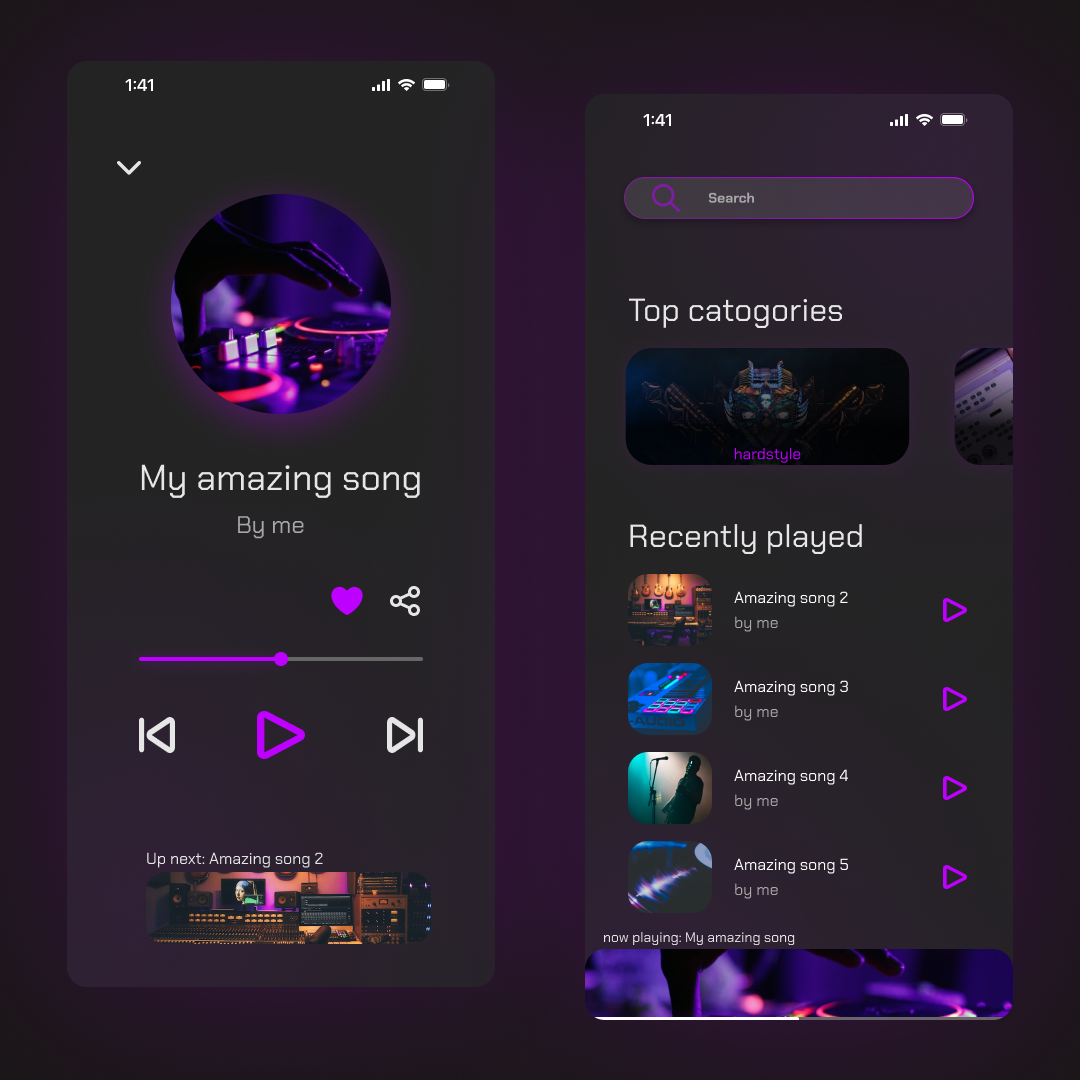 1:41
My amazing song
By me
Up next: Amazing song 2
1:41
Search
Top catogories
hardstyle
Recently played
Amazing song 2
by me
Amazing song 3
by me
AUDIO
Amazing song 4
by me
Amazing song 5
by me
now playing: My amazing song